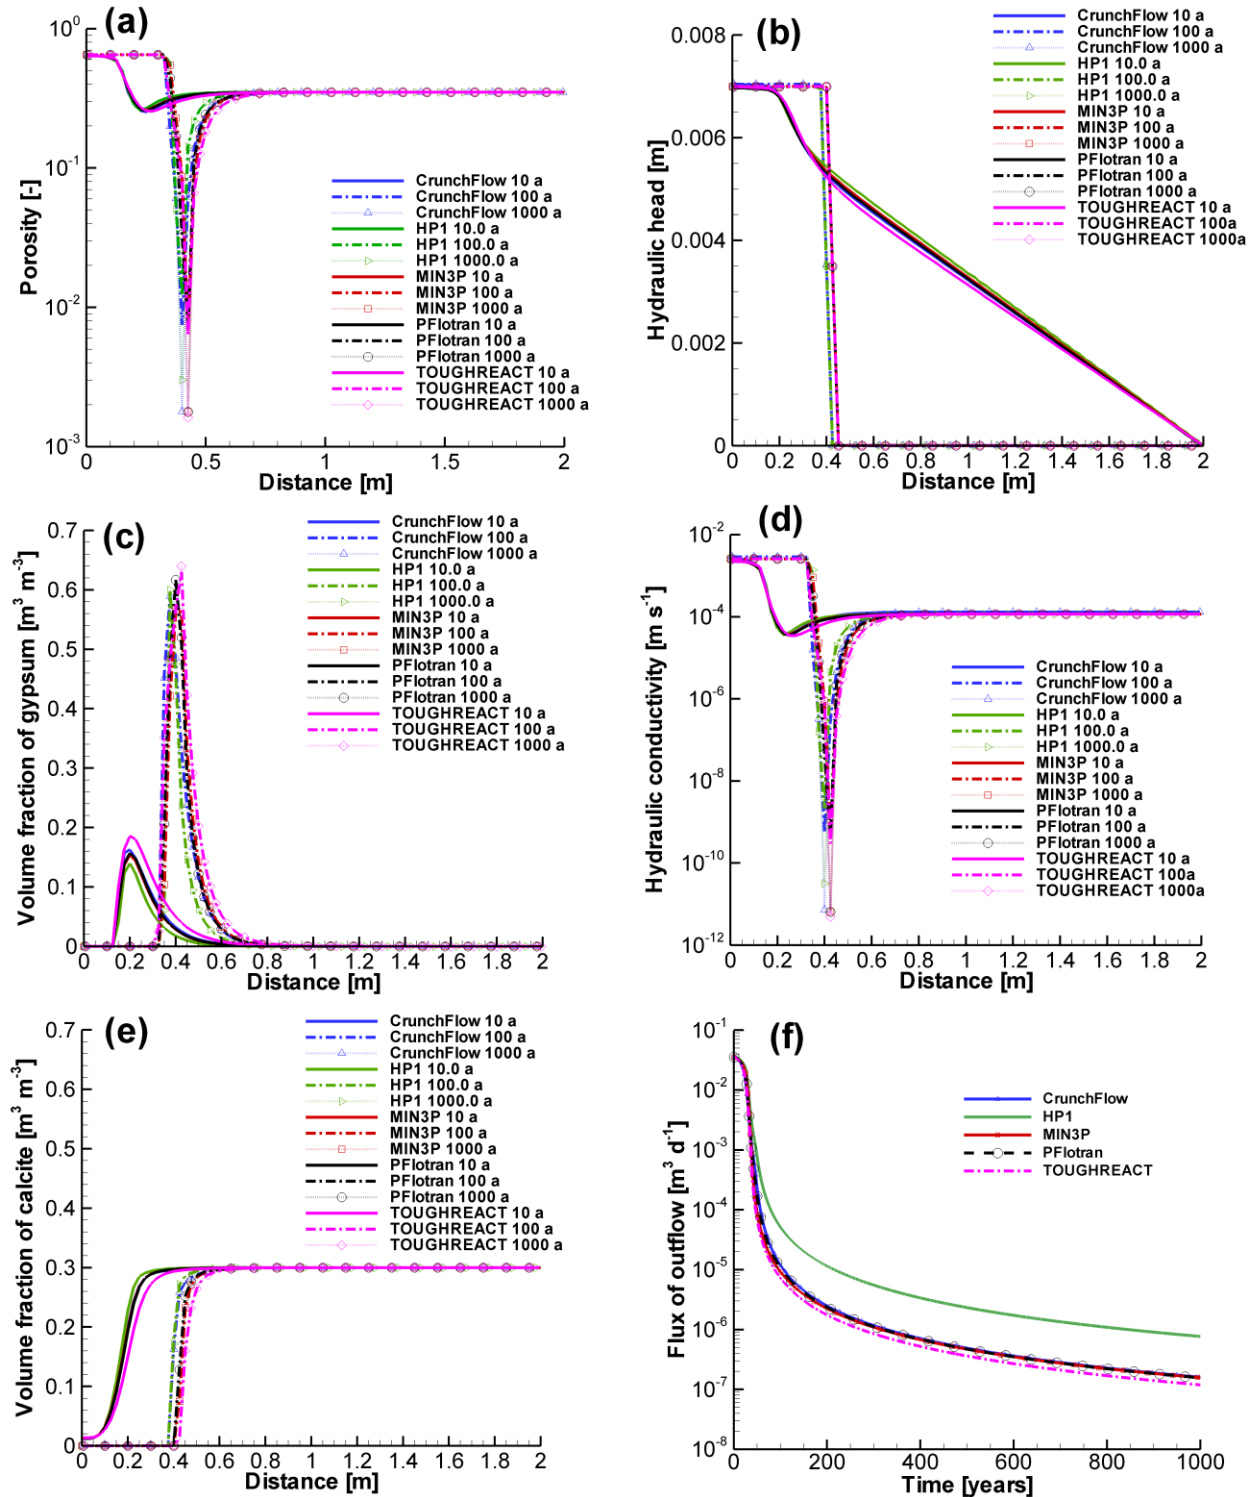 (a)
10^0
10^-1
10^-2
10^-3
Porosity [-]
CrunchFlow 10 a
CrunchFlow 100 a
CrunchFlow 1000 a
HP1 10.0 a
HP1 100.0 a
HP1 1000.0 a
MIN3P 10 a
MIN3P 100 a
MIN3P 1000 a
PFlotran 10 a
PFlotran 100 a
PFlotran 1000 a
TOUGHREACT 10 a
TOUGHREACT 100 a
TOUGHREACT 1000 a
0 0.5 1 1.5 2
Distance [m]
(b)
0.008
0.006
0.004
0.002
0
Hydraulic head [m]
CrunchFlow 10 a
CrunchFlow 100 a
CrunchFlow 1000 a
HP1 10.0 a
HP1 100.0 a
HP1 1000.0 a
MIN3P 10 a
MIN3P 100 a
MIN3P 1000 a
PFlotran 10 a
PFlotran 100 a
PFlotran 1000 a
TOUGHREACT 10 a
TOUGHREACT 100a
TOUGHREACT 1000a
0 0.2 0.4 0.6 0.8 1 1.2 1.4 1.6 1.8 2
Distance [m]
(c)
0.7
0.6
0.5
0.4
0.3
0.2
0.1
0
Volume fraction of gypsum [m³ m⁻³]
CrunchFlow 10 a
CrunchFlow 100 a
CrunchFlow 1000 a
HP1 10.0 a
HP1 100.0 a
HP1 1000.0 a
MIN3P 10 a
MIN3P 100 a
MIN3P 1000 a
PFlotran 10 a
PFlotran 100 a
PFlotran 1000 a
TOUGHREACT 10 a
TOUGHREACT 100 a
TOUGHREACT 1000 a
0 0.2 0.4 0.6 0.8 1 1.2 1.4 1.6 1.8 2
Distance [m]
(d)
10^-2
10^-4
10^-6
10^-8
10^-10
10^-12
Hydraulic conductivity [m s⁻¹]
CrunchFlow 10 a
CrunchFlow 100 a
CrunchFlow 1000 a
HP1 10.0 a
HP1 100.0 a
HP1 1000.0 a
MIN3P 10 a
MIN3P 100 a
MIN3P 1000 a
PFlotran 10 a
PFlotran 100 a
PFlotran 1000 a
TOUGHREACT 10 a
TOUGHREACT 100a
TOUGHREACT 1000a
0 0.2 0.4 0.6 0.8 1 1.2 1.4 1.6 1.8 2
Distance [m]
(e)
0.7
0.6
0.5
0.4
0.3
0.2
0.1
0
Volume fraction of calcite [m³ m⁻³]
CrunchFlow 10 a
CrunchFlow 100 a
CrunchFlow 1000 a
HP1 10.0 a
HP1 100.0 a
HP1 1000.0 a
MIN3P 10 a
MIN3P 100 a
MIN3P 1000 a
PFlotran 10 a
PFlotran 100 a
PFlotran 1000 a
TOUGHREACT 10 a
TOUGHREACT 100 a
TOUGHREACT 1000 a
0 0.2 0.4 0.6 0.8 1 1.2 1.4 1.6 1.8 2
Distance [m]
(f)
10^-1
10^-2
10^-3
10^-4
10^-5
10^-6
10^-7
10^-8
Flux of outflow [m³ d⁻¹]
CrunchFlow
HP1
MIN3P
PFlotran
TOUGHREACT
0 200 400 600 800 1000
Time [years]